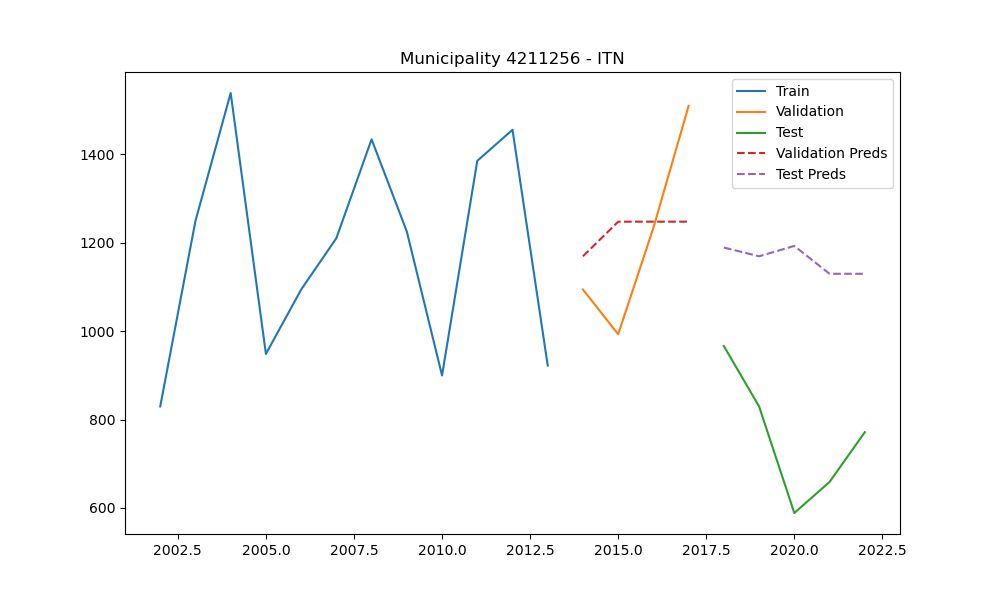 Municipality 4211256 - ITN
Train
Validation
Test
Validation Preds
Test Preds
1400
1200
1000
800
600
2002.5 2005.0 2007.5 2010.0 2012.5 2015.0 2017.5 2020.0 2022.5